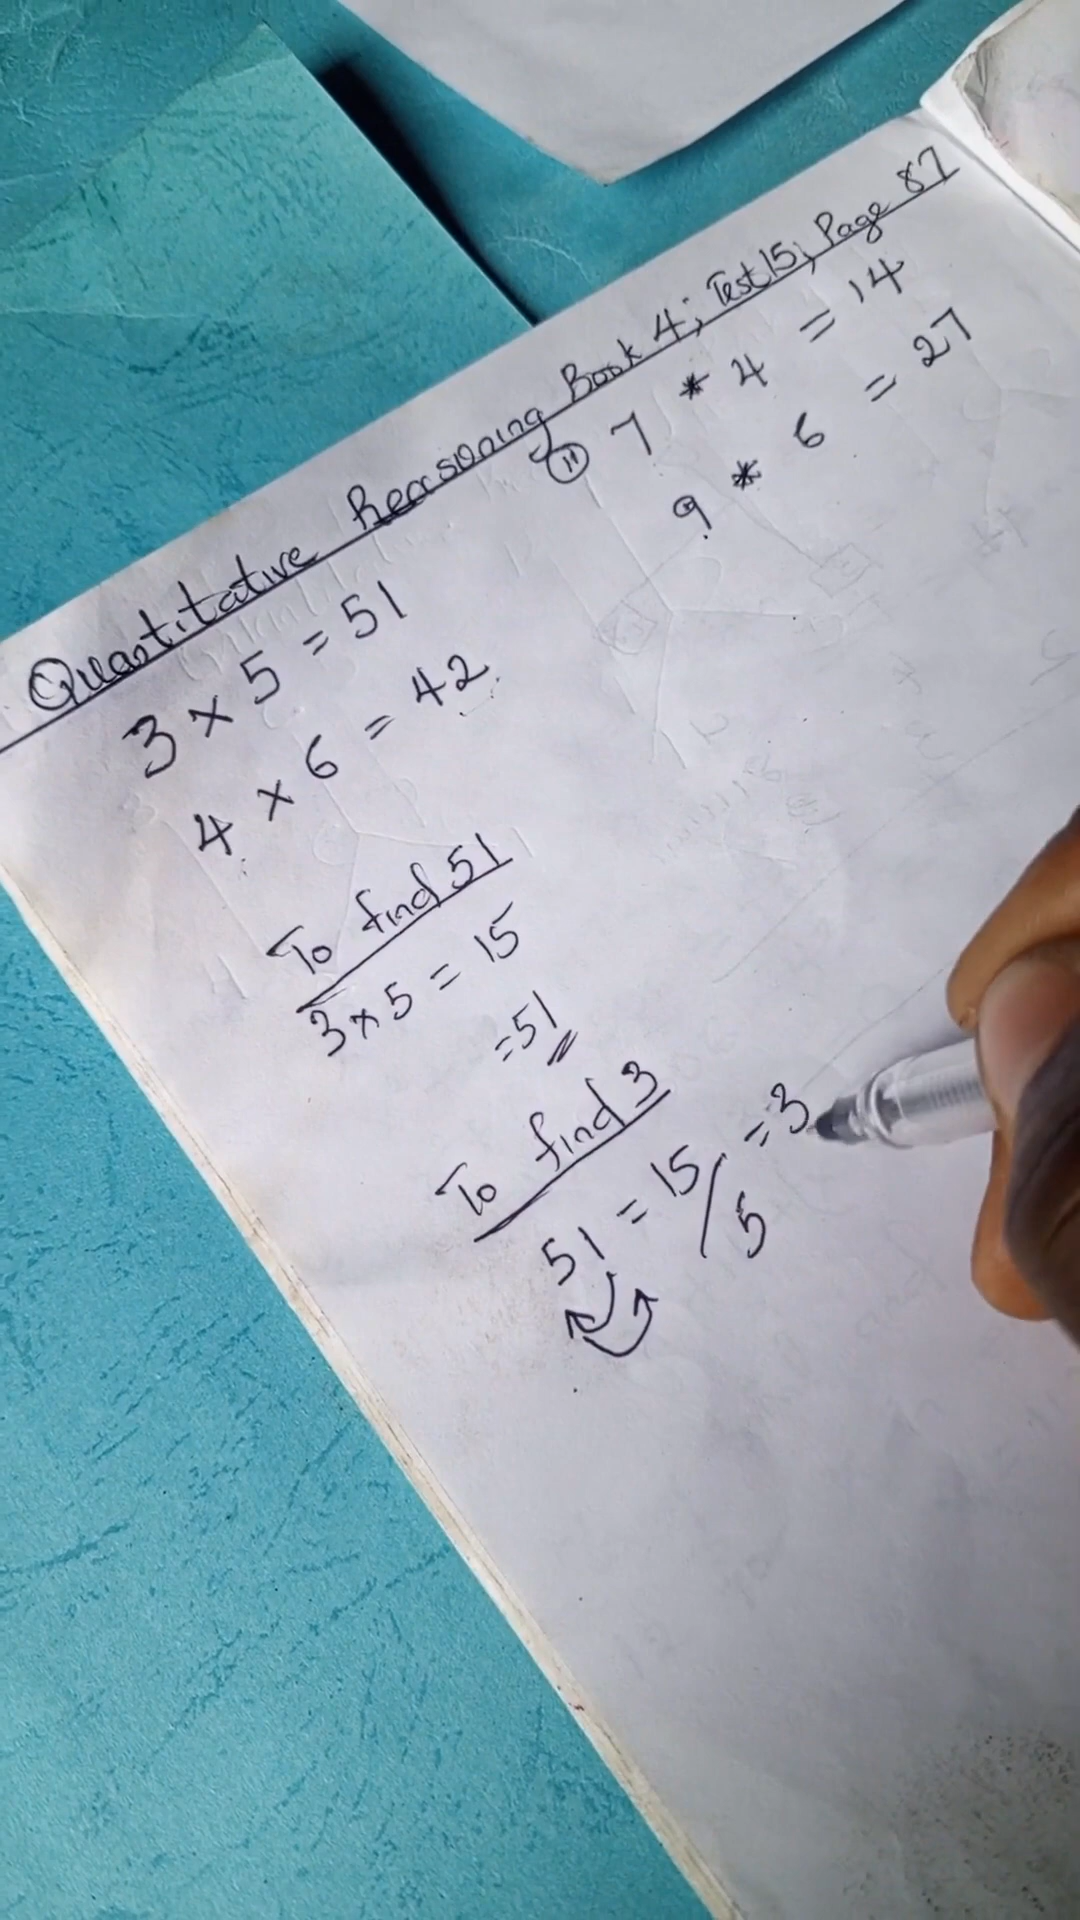 Quantitative Reasoning Book 4; Test 15, Page 87
3 × 5 = 51
4 × 6 = 42
11 7 * 4 = 14
9 * 6 = 27
To find 51
3 × 5 = 15
= 51
To find 3
51 = 15/5 = 3